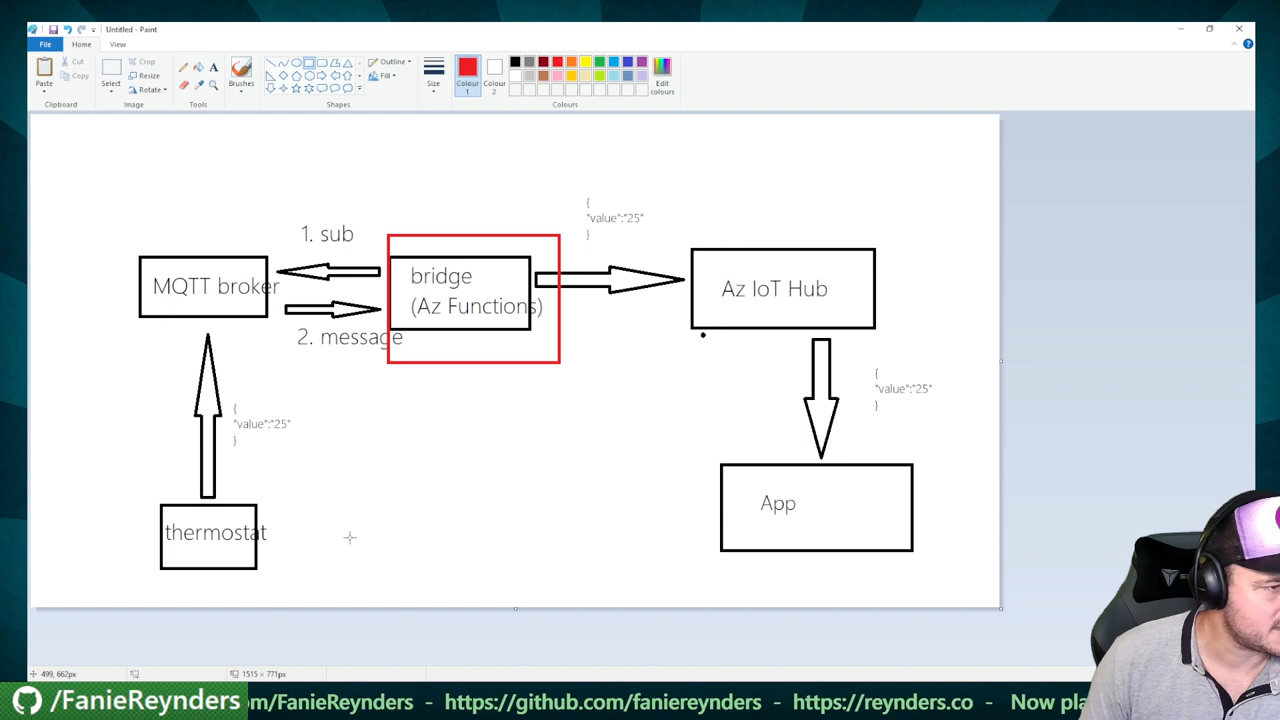 Untitled - Paint
File
Home
View
Paste
Cut
Copy
Clipboard
Select
Crop
Resize
Rotate
Image
Tools
Brushes
Shapes
Outline
Fill
Size
Colour
1
Colour
2
Edit
colours
Colours
{
"value":"25"
}
1. sub
MQTT broker
bridge
(Az Functions)
Az IoT Hub
2. message
{
"value":"25"
}
{
"value":"25"
}
App
thermostat
499, 662px
1515 × 771px
/FanieReynders
com/FanieReynders - https://github.com/faniereynders - https://reynders.co - Now pla